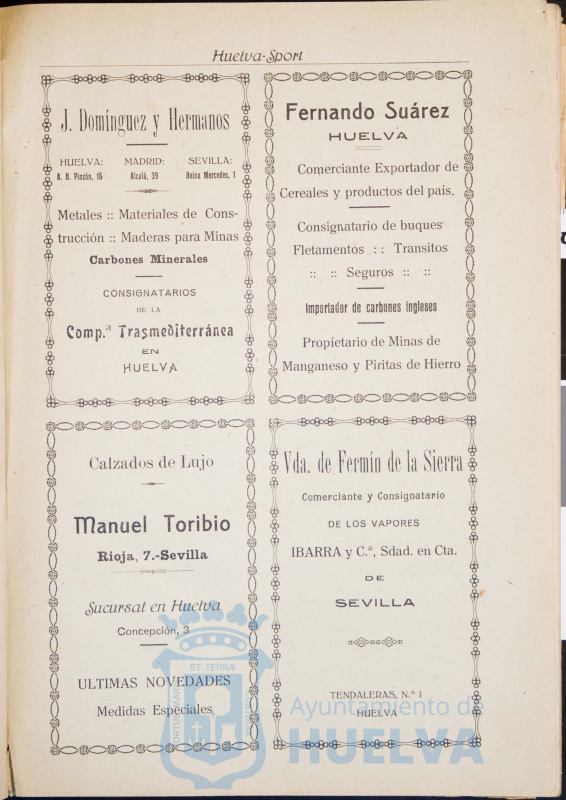 Huelva-Sport
J. Domínguez y Hermanos
HUELVA: MADRID: SEVILLA:
A. H. Pinzón, 16 Alcalá, 39 Reina Mercedes, 1
Metales :: Materiales de Cons-
trucción :: Maderas para Minas
Carbones Minerales
CONSIGNATARIOS
DE LA
Comp.ª Trasmediterránea
EN
HUELVA
Fernando Suárez
HUELVA
Comerciante Exportador de
Cereales y productos del país.
Consignatario de buques
Fletamentos :: Transitos
:: :: Seguros :: ::
Importador de carbones ingleses
Propietario de Minas de
Manganeso y Piritas de Hierro
Calzados de Lujo
Manuel Toribio
Rioja, 7.-Sevilla
Sucursal en Huelva
Concepción, 3
ULTIMAS NOVEDADES
Medidas Especiales
Vda. de Fermín de la Sierra
Comerciante y Consignatario
DE LOS VAPORES
IBARRA y C.ª, Sdad. en Cta.
DE
SEVILLA
TENDALERAS, N.º 1
HUELVA
ET TERRÆ
Ayuntamiento de
HUELVA